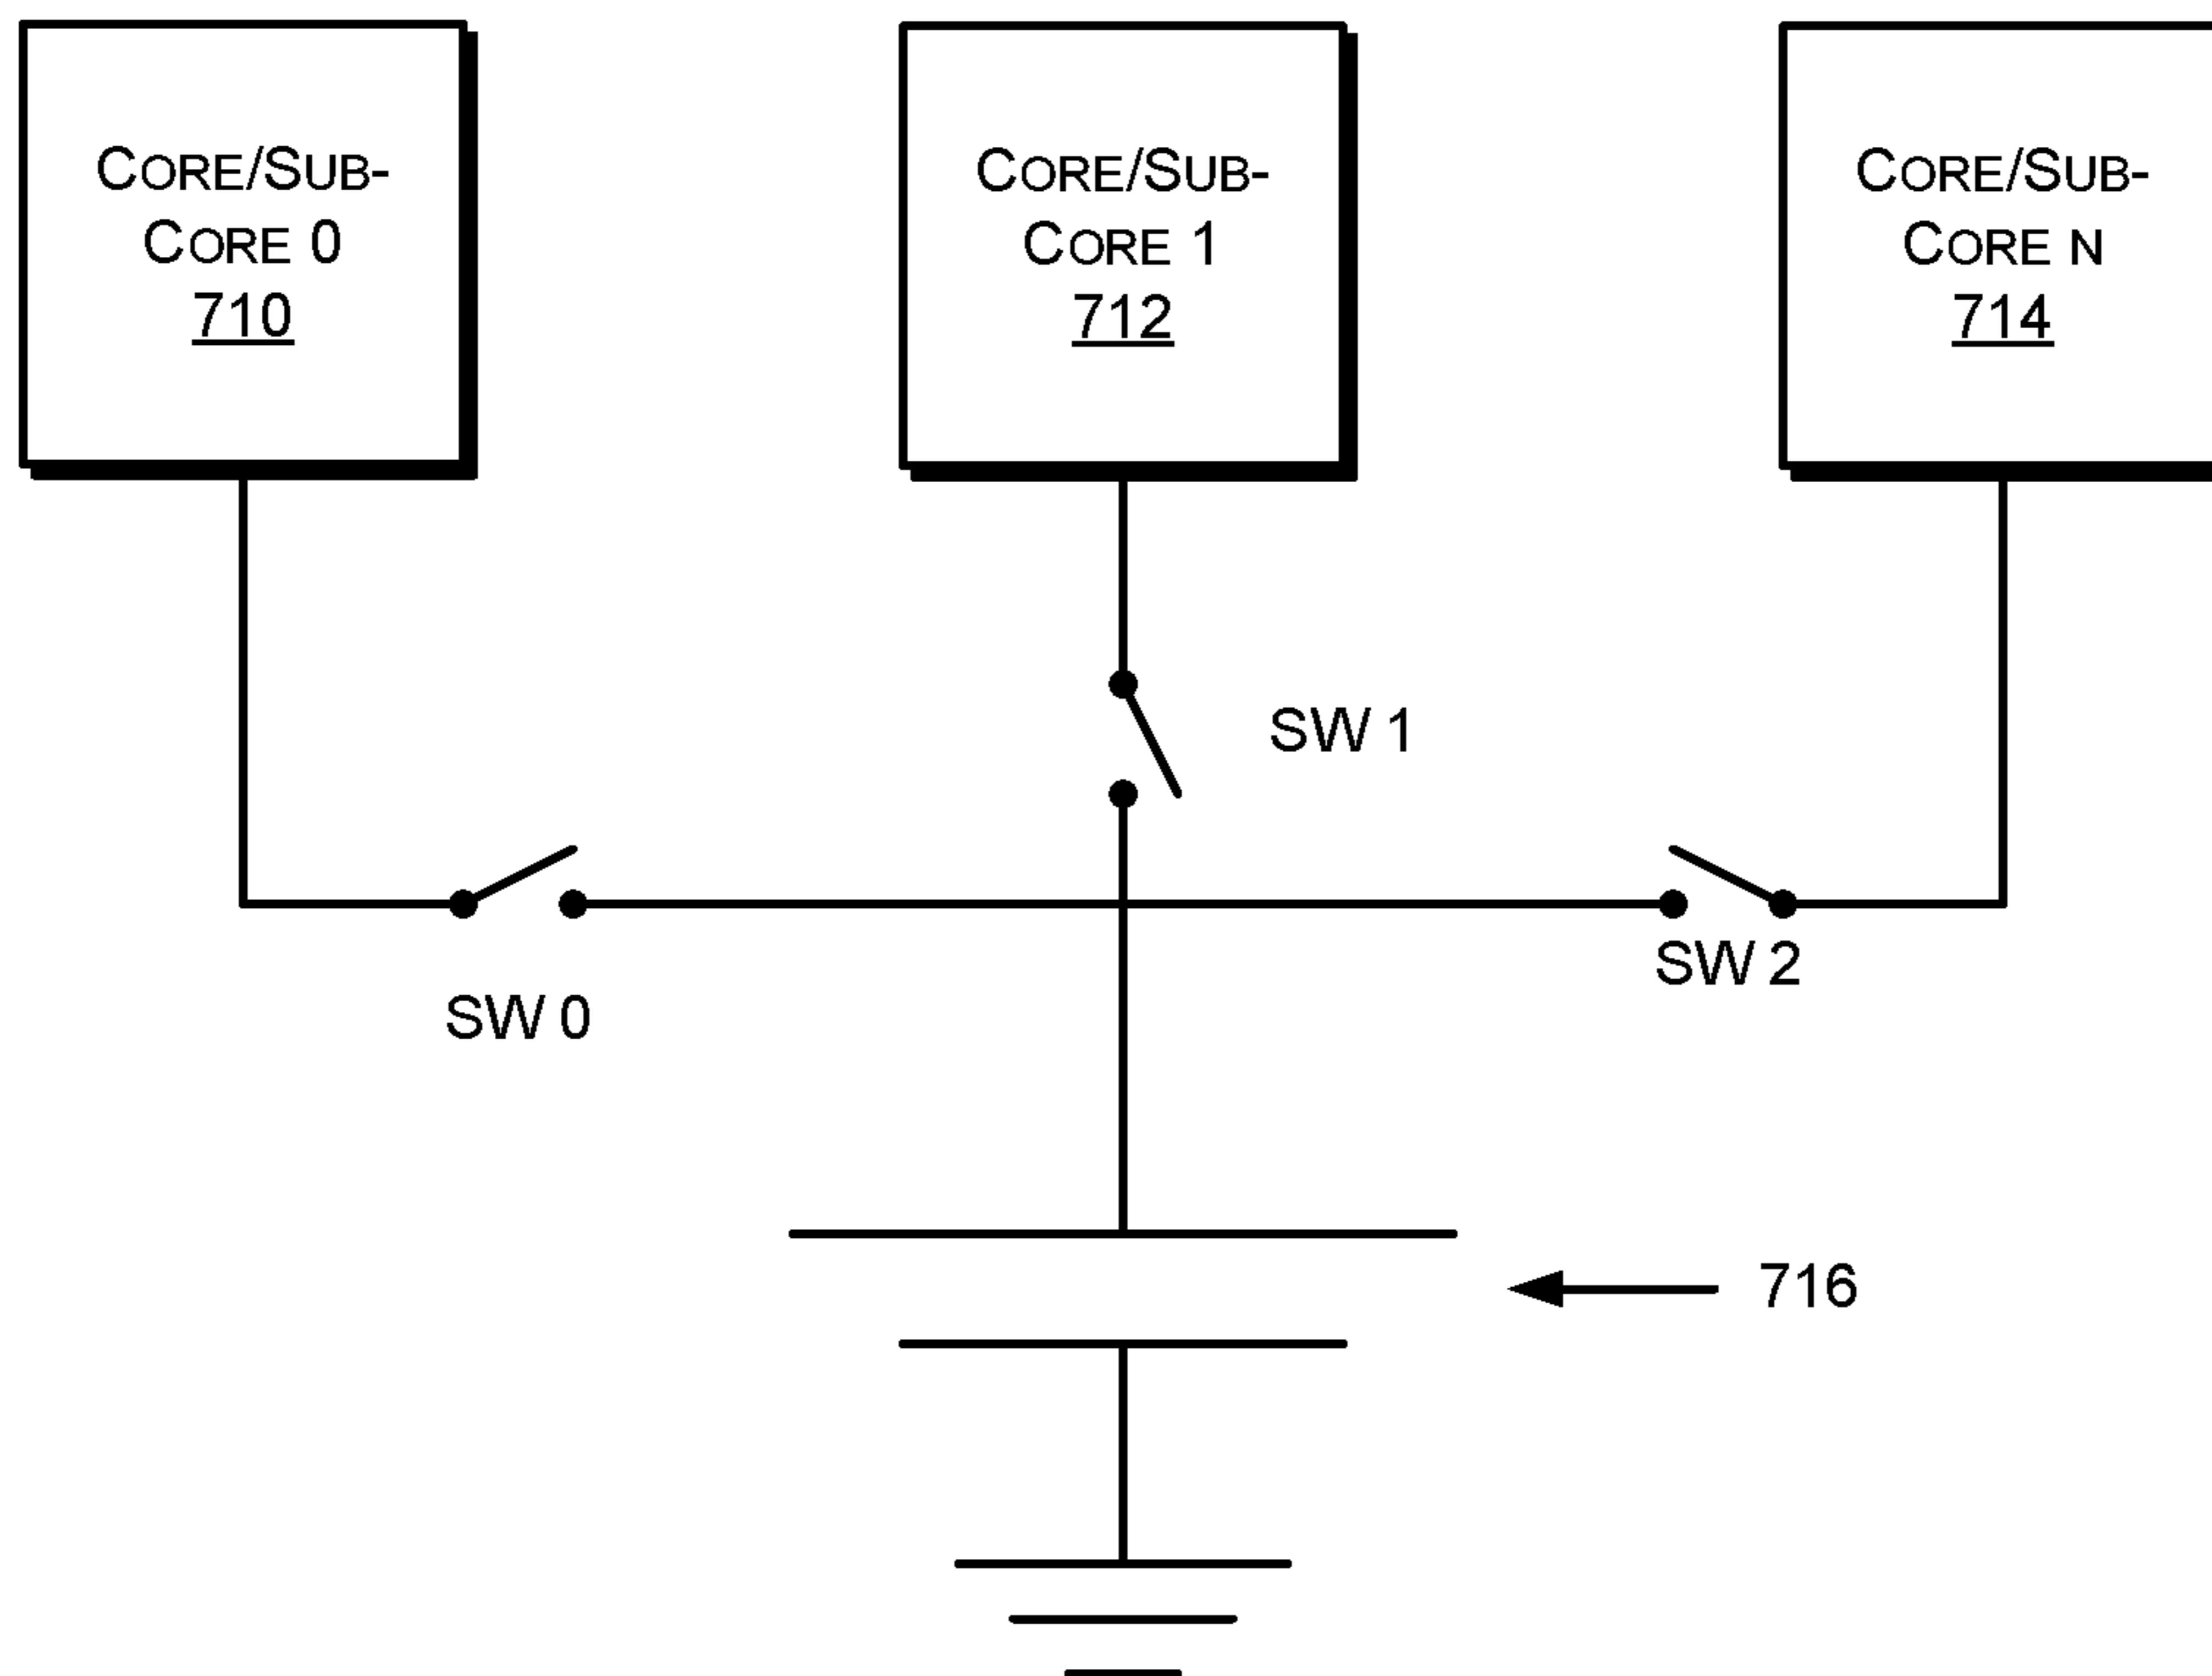 CORE/SUB-
CORE 0
710
CORE/SUB-
CORE 1
712
CORE/SUB-
CORE N
714
SW 1
SW 0
SW 2
716